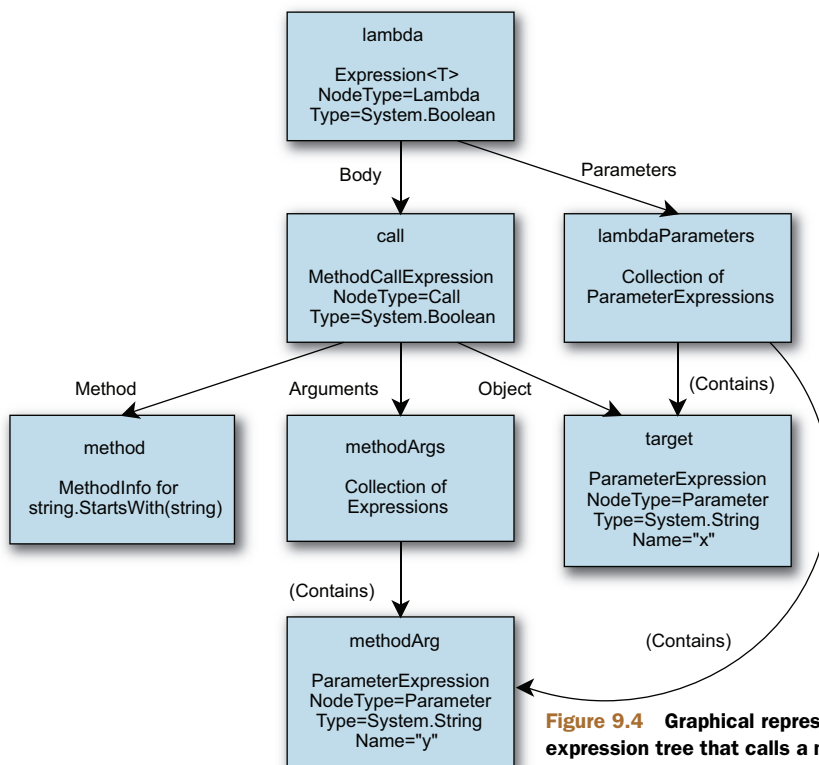 lambda
Expression<T>
NodeType=Lambda
Type=System.Boolean
Body
Parameters
call
MethodCallExpression
NodeType=Call
Type=System.Boolean
lambdaParameters
Collection of
ParameterExpressions
Method
Arguments
Object
(Contains)
method
MethodInfo for
string.StartsWith(string)
methodArgs
Collection of
Expressions
target
ParameterExpression
NodeType=Parameter
Type=System.String
Name="x"
(Contains)
(Contains)
methodArg
ParameterExpression
NodeType=Parameter
Type=System.String
Name="y"
Figure 9.4 Graphical
expression tree that calls a